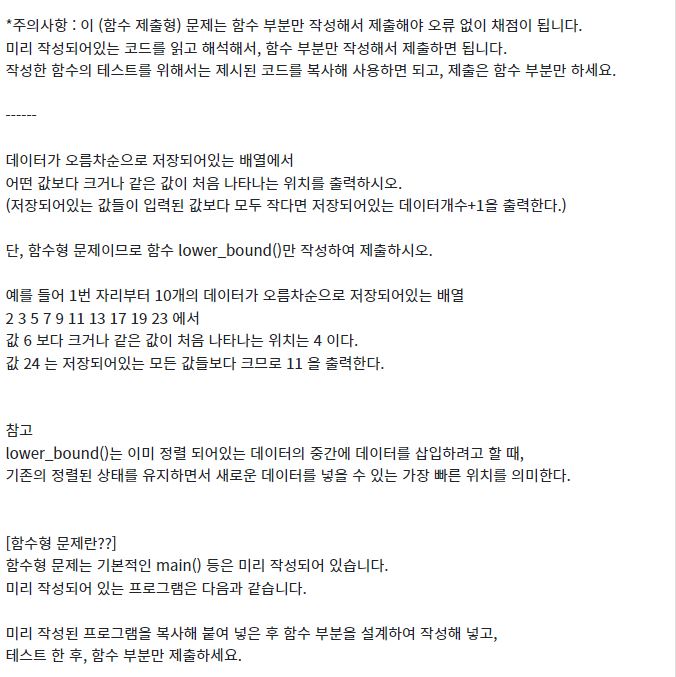 *주의사항 : 이 (함수 제출형) 문제는 함수 부분만 작성해서 제출해야 오류 없이 채점이 됩니다.
미리 작성되어있는 코드를 읽고 해석해서, 함수 부분만 작성해서 제출하면 됩니다.
작성한 함수의 테스트를 위해서는 제시된 코드를 복사해 사용하면 되고, 제출은 함수 부분만 하세요.
------
데이터가 오름차순으로 저장되어있는 배열에서
어떤 값보다 크거나 같은 값이 처음 나타나는 위치를 출력하시오.
(저장되어있는 값들이 입력된 값보다 모두 작다면 저장되어있는 데이터개수+1을 출력한다.)
단, 함수형 문제이므로 함수 lower_bound()만 작성하여 제출하시오.
예를 들어 1번 자리부터 10개의 데이터가 오름차순으로 저장되어있는 배열
2 3 5 7 9 11 13 17 19 23 에서
값 6 보다 크거나 같은 값이 처음 나타나는 위치는 4 이다.
값 24 는 저장되어있는 모든 값들보다 크므로 11 을 출력한다.
참고
lower_bound()는 이미 정렬 되어있는 데이터의 중간에 데이터를 삽입하려고 할 때,
기존의 정렬된 상태를 유지하면서 새로운 데이터를 넣을 수 있는 가장 빠른 위치를 의미한다.
[함수형 문제란??]
함수형 문제는 기본적인 main() 등은 미리 작성되어 있습니다.
미리 작성되어 있는 프로그램은 다음과 같습니다.
미리 작성된 프로그램을 복사해 붙여 넣은 후 함수 부분을 설계하여 작성해 넣고,
테스트 한 후, 함수 부분만 제출하세요.